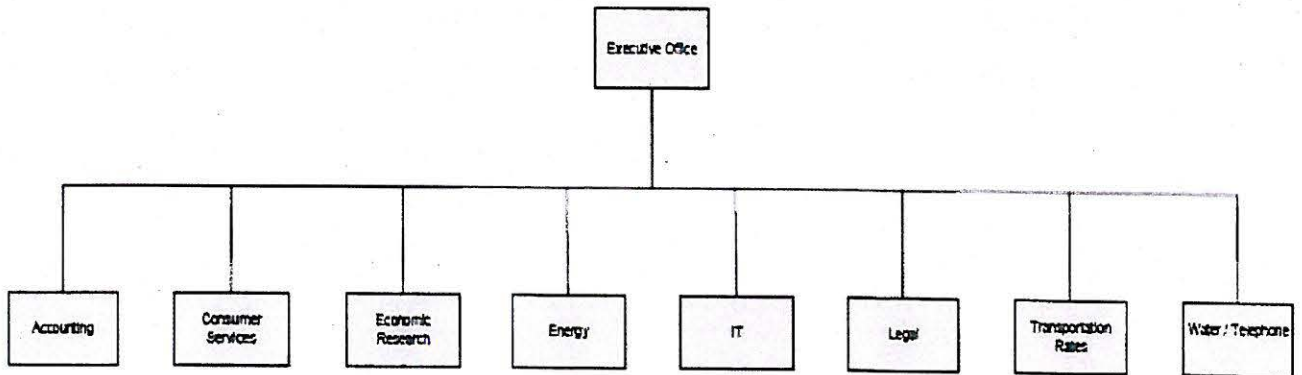 Executive Office
Accounting
Consumer
Services
Economic
Research
Energy
IT
Legal
Transportation
Rates
Water / Telephone